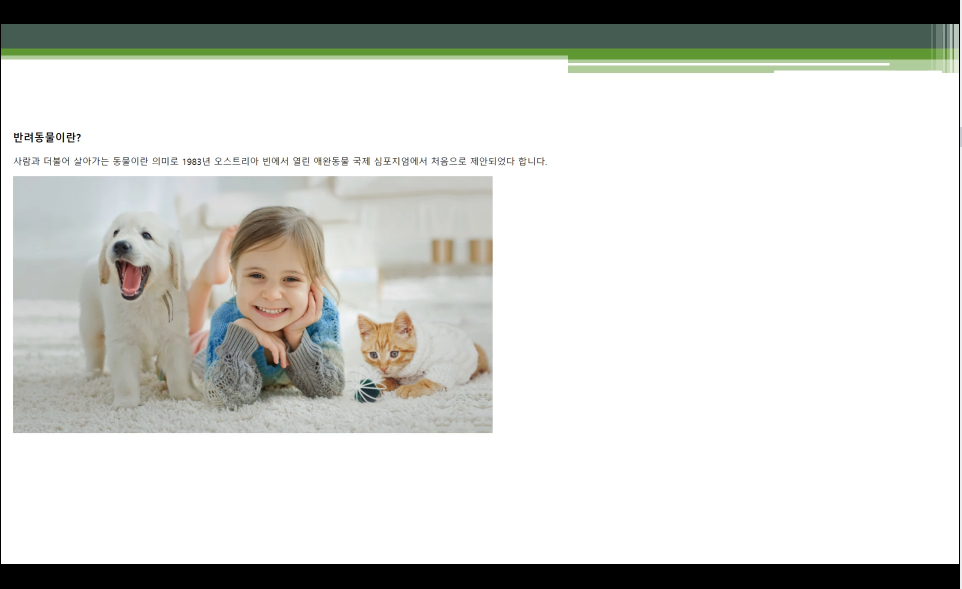 반려동물이란?
사람과 더불어 살아가는 동물이란 의미로 1983년 오스트리아 빈에서 열린 애완동물 국제 심포지엄에서 처음으로 제안되었다 합니다.